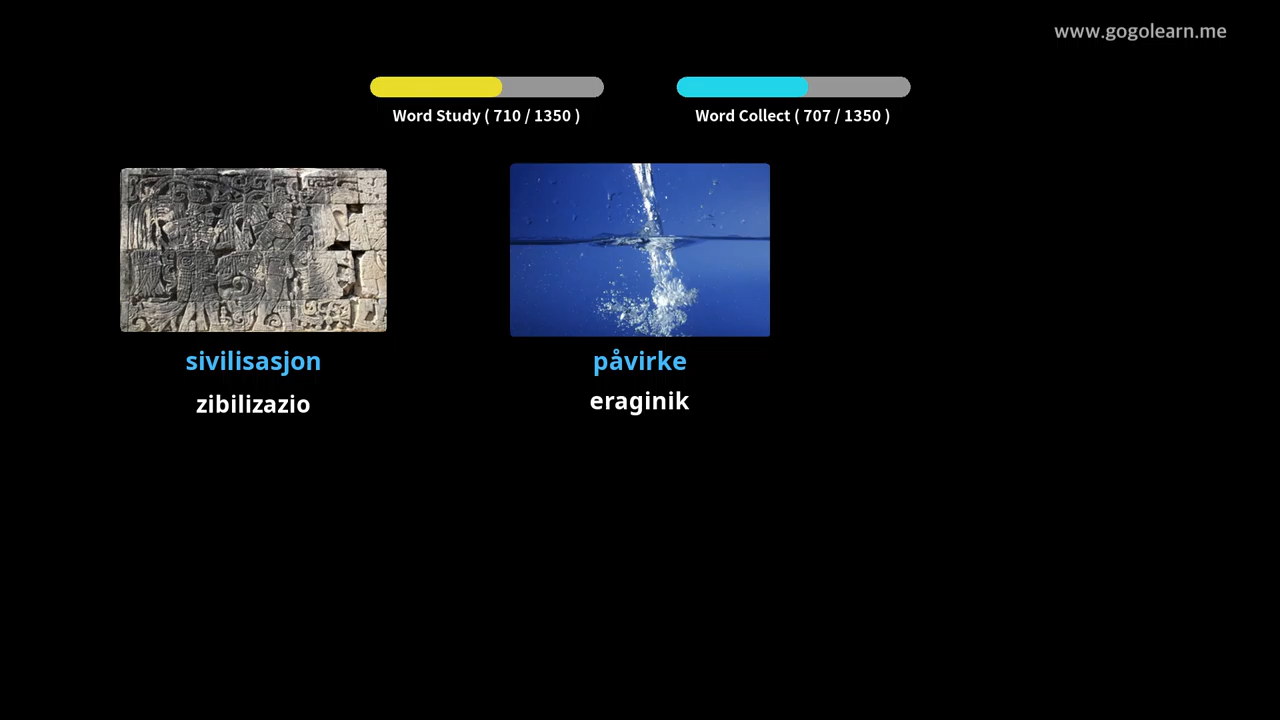 www.gogolearn.me
Word Study ( 710 / 1350 )
Word Collect ( 707 / 1350 )
sivilisasjon
zibilizazio
påvirke
eraginik